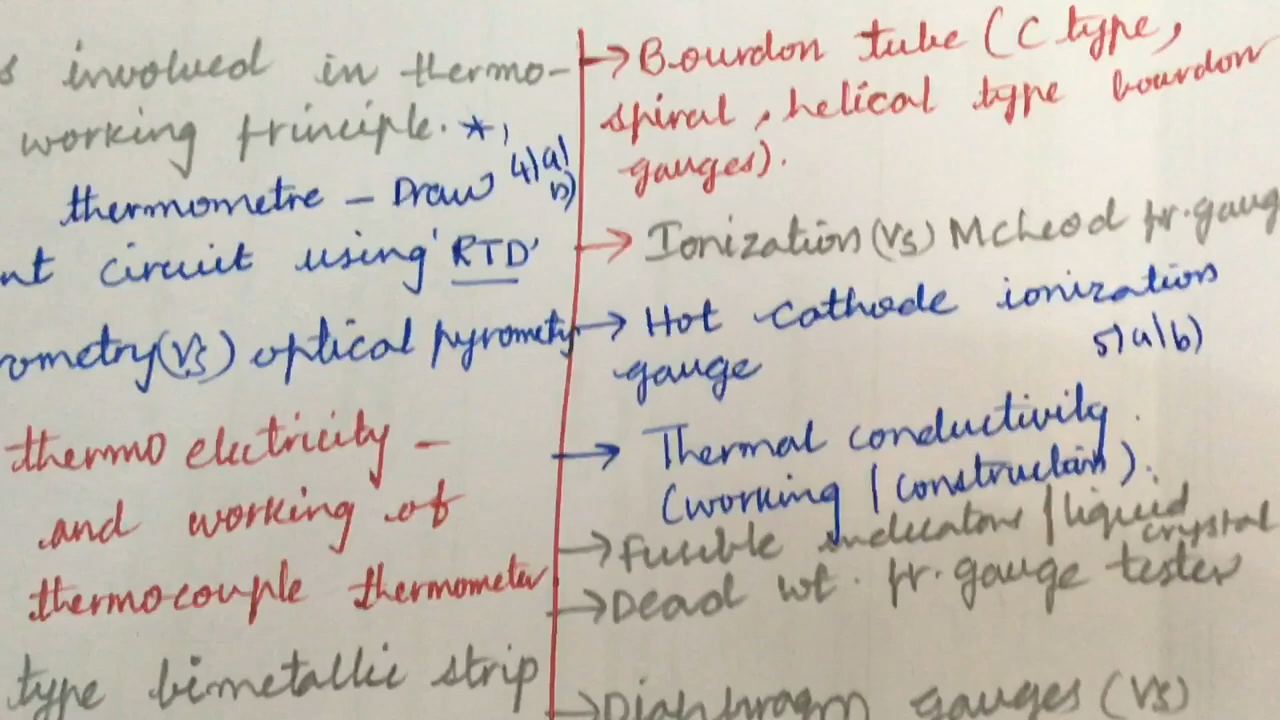 s involved in thermo-
working principle. *,
thermometre - Draw 4) a)
b)
nt circuit using 'RTD'
ometry (Vs) optical pyrometry
thermo electricity -
and working of
thermocouple thermometer
type bimetallic strip
→ Bourdon tube (C type,
spiral, helical type bourdon
gauges).
→ Ionization (Vs) McLeod pr. gaug
→ Hot cathode ionization
gauge 5) a/b)
→ Thermal conductivity.
(working / construction).
→ Fusible indicators / liquid
crystal
→ Dead wt. pr. gauge tester
→ Diaphragm gauges (Vs)